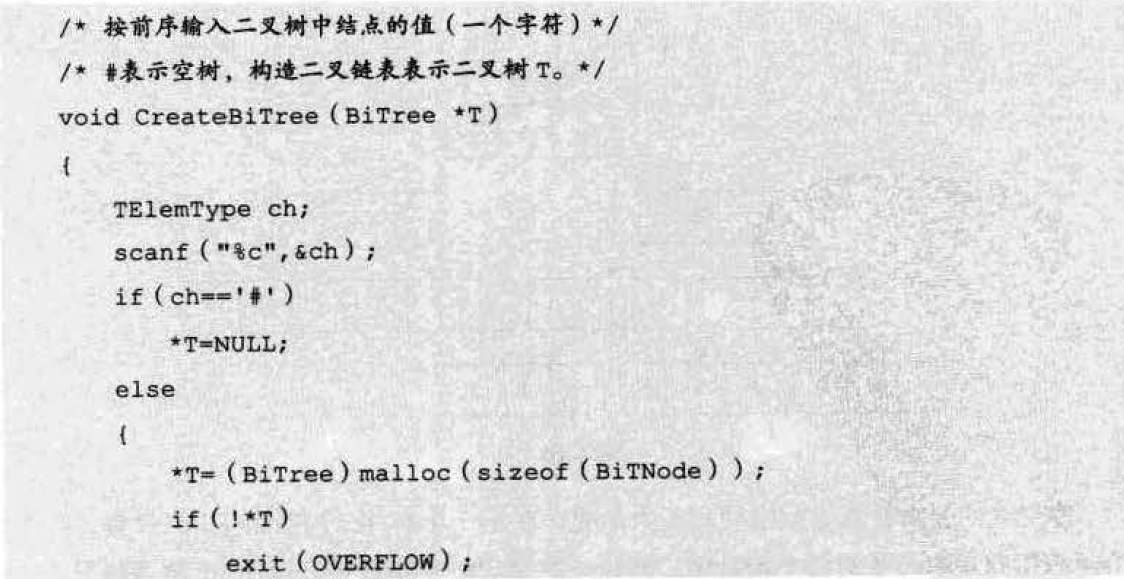 /* 按前序输入二叉树中结点的值（一个字符）*/
/* #表示空树，构造二叉链表表示二叉树 T。*/
void CreateBiTree（BiTree *T）
{
TElemType ch;
scanf（"%c",&ch）;
if（ch=='#'）
*T=NULL;
else
{
*T=（BiTree）malloc（sizeof（BiTNode））;
if（!*T）
exit（OVERFLOW）;